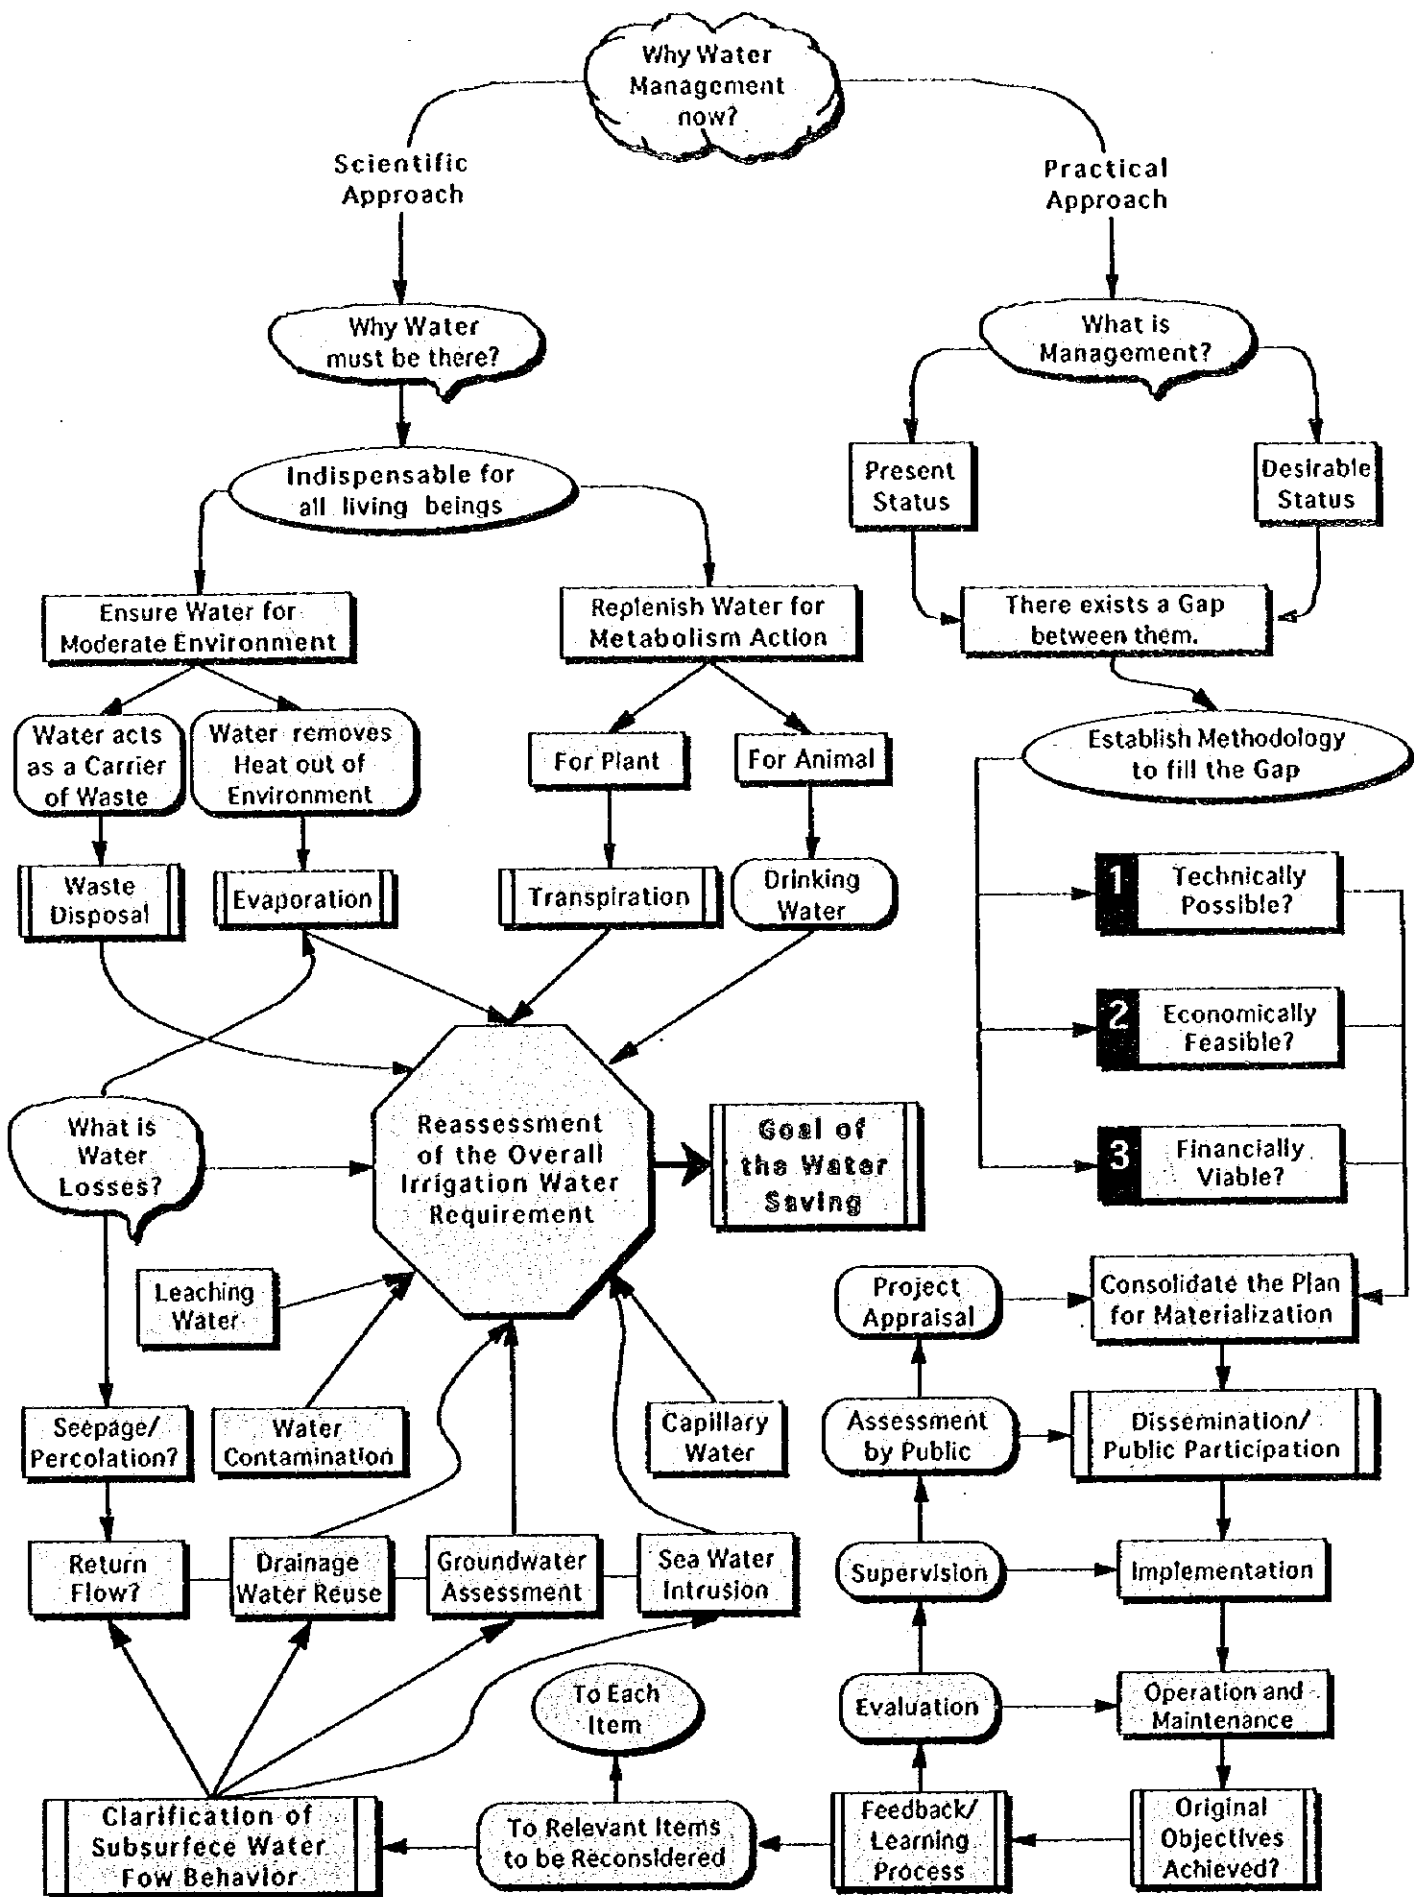 Why Water
Management
now?
Scientific
Approach
Practical
Approach
Why Water
must be there?
What is
Management?
Indispensable for
all living beings
Present
Status
Desirable
Status
Ensure Water for
Moderate Environment
Replenish Water for
Metabolism Action
There exists a Gap
between them.
Water acts
as a Carrier
of Waste
Water removes
Heat out of
Environment
For Plant
For Animal
Establish Methodology
to fill the Gap
Waste
Disposal
Evaporation
Transpiration
Drinking
Water
1
Technically
Possible?
2
Economically
Feasible?
3
Financially
Viable?
What is
Water
Losses?
Reassessment
of the Overall
Irrigation Water
Requirement
Goal of
the Water
Saving
Leaching
Water
Project
Appraisal
Consolidate the Plan
for Materialization
Seepage/
Percolation?
Water
Contamination
Capillary
Water
Assessment
by Public
Dissemination/
Public Participation
Return
Flow?
Drainage
Water Reuse
Groundwater
Assessment
Sea Water
Intrusion
Supervision
Implementation
To Each
Item
Evaluation
Operation and
Maintenance
Clarification of
Subsurfece Water
Fow Behavior
To Relevant Items
to be Reconsidered
Feedback/
Learning
Process
Original
Objectives
Achieved?